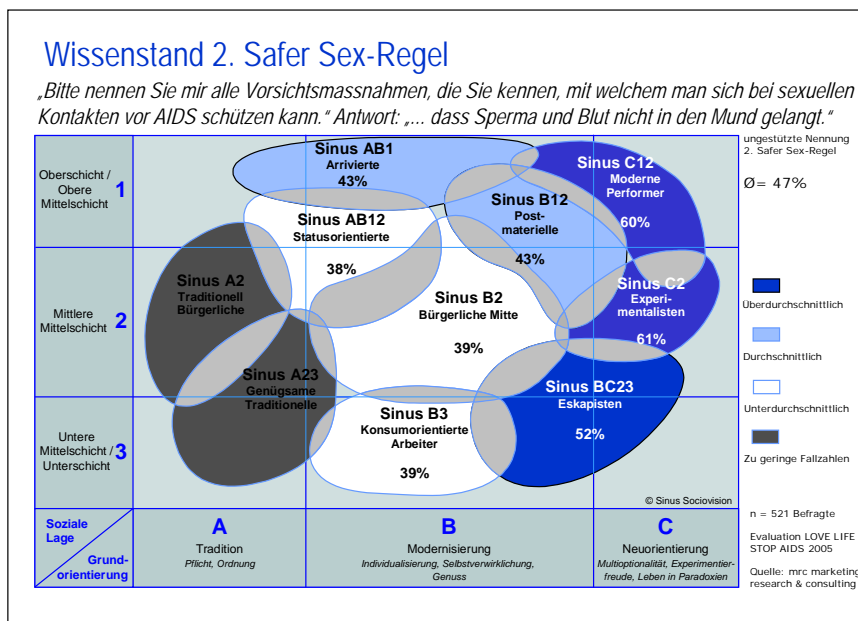 Wissenstand 2. Safer Sex-Regel
„Bitte nennen Sie mir alle Vorsichtsmassnahmen, die Sie kennen, mit welchem man sich bei sexuellen
Kontakten vor AIDS schützen kann.“ Antwort: „... dass Sperma und Blut nicht in den Mund gelangt.“
Oberschicht /
Obere
Mittelschicht
1
Mittlere
Mittelschicht
2
Untere
Mittelschicht /
Unterschicht
3
Sinus AB1
Arrivierte
43%
Sinus C12
Moderne
Performer
60%
Sinus AB12
Statusorientierte
38%
Sinus B12
Post-
materielle
43%
Sinus A2
Traditionell
Bürgerliche
Sinus B2
Bürgerliche Mitte
39%
Sinus C2
Experi-
mentalisten
61%
Sinus A23
Genügsame
Traditionelle
Sinus B3
Konsumorientierte
Arbeiter
39%
Sinus BC23
Eskapisten
52%
© Sinus Sociovision
Soziale
Lage
Grund-
orientierung
A
Tradition
Pflicht, Ordnung
B
Modernisierung
Individualisierung, Selbstverwirklichung,
Genuss
C
Neuorientierung
Multioptionalität, Experimentier-
freude, Leben in Paradoxien
ungestützte Nennung
2. Safer Sex-Regel
Ø= 47%
Überdurchschnittlich
Durchschnittlich
Unterdurchschnittlich
Zu geringe Fallzahlen
n = 521 Befragte
Evaluation LOVE LIFE
STOP AIDS 2005
Quelle: mrc marketing
research & consulting